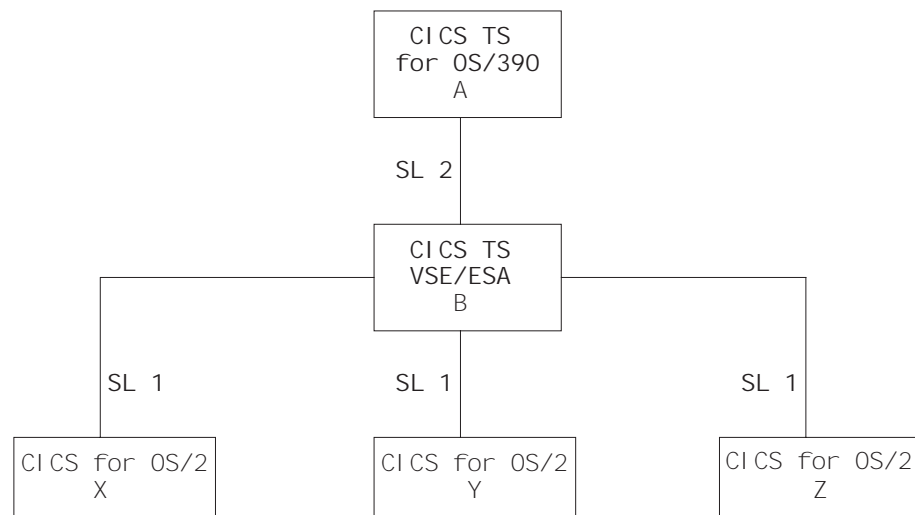 CICS TS
for OS/390
A
SL 2
CICS TS
VSE/ESA
B
SL 1
SL 1
SL 1
CICS for OS/2
X
CICS for OS/2
Y
CICS for OS/2
Z